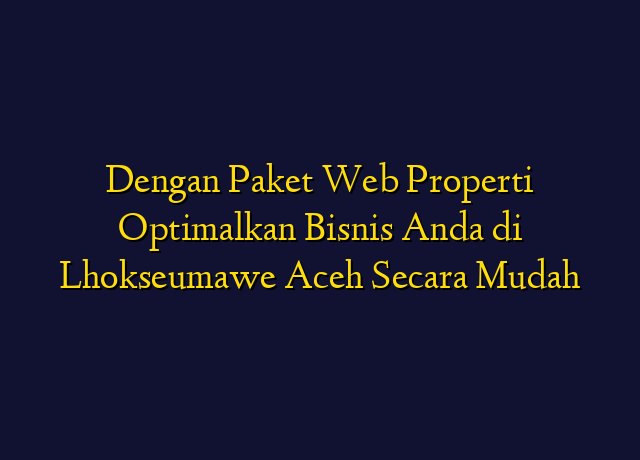 Dengan Paket Web Properti
Optimalkan Bisnis Anda di
Lhokseumawe Aceh Secara Mudah